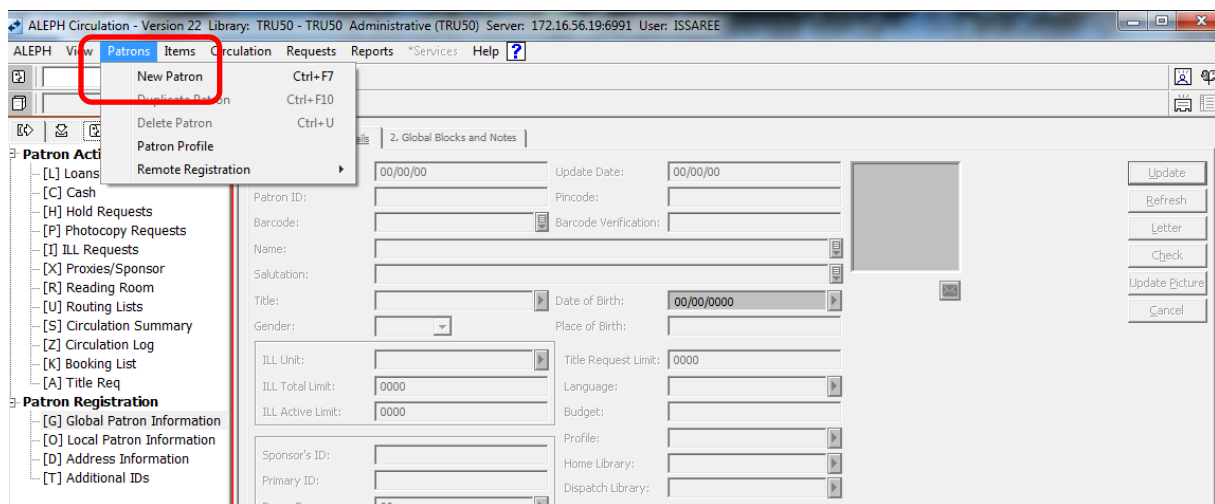 ALEPH Circulation - Version 22 Library: TRU50 - TRU50 Administrative (TRU50) Server: 172.16.56.19:6991 User: ISSAREE
ALEPH View Patrons Items Circulation Requests Reports *Services Help ?
New Patron Ctrl+F7
Duplicate Patron Ctrl+F10
Delete Patron Ctrl+U
Patron Profile
Remote Registration
2. Global Blocks and Notes
Patron Acti
[L] Loans
[C] Cash
[H] Hold Requests
[P] Photocopy Requests
[I] ILL Requests
[X] Proxies/Sponsor
[R] Reading Room
[U] Routing Lists
[S] Circulation Summary
[Z] Circulation Log
[K] Booking List
[A] Title Req
Patron Registration
[G] Global Patron Information
[O] Local Patron Information
[D] Address Information
[T] Additional IDs
00/00/00 Update Date: 00/00/00
Patron ID: Pincode:
Barcode: Barcode Verification:
Name:
Salutation:
Title: Date of Birth: 00/00/0000
Gender: Place of Birth:
ILL Unit: Title Request Limit: 0000
ILL Total Limit: 0000 Language:
ILL Active Limit: 0000 Budget:
Profile:
Sponsor's ID: Home Library:
Primary ID: Dispatch Library:
Update
Refresh
Letter
Check
Update Picture
Cancel